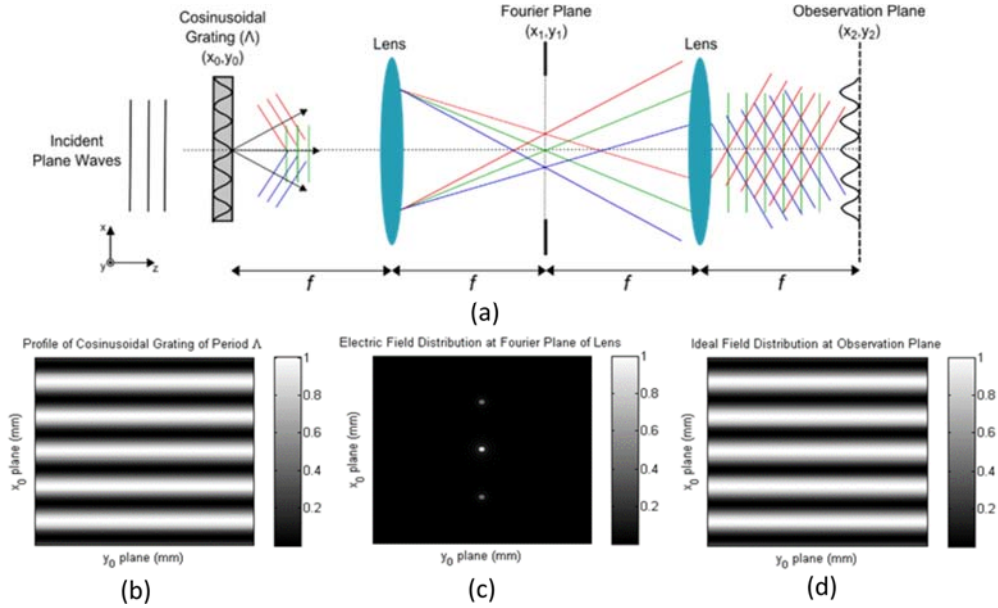 Cosinusoidal
Grating (Λ)
(x0,y0)
Lens
Fourier Plane
(x1,y1)
Lens
Obeservation Plane
(x2,y2)
Incident
Plane Waves
x
y
z
f
f
f
f
(a)
Profile of Cosinusoidal Grating of Period Λ
x0 plane (mm)
y0 plane (mm)
1
0.8
0.6
0.4
0.2
(b)
Electric Field Distribution at Fourier Plane of Lens
x0 plane (mm)
y0 plane (mm)
1
0.8
0.6
0.4
0.2
(c)
Ideal Field Distribution at Observation Plane
x0 plane (mm)
y0 plane (mm)
1
0.8
0.6
0.4
0.2
(d)